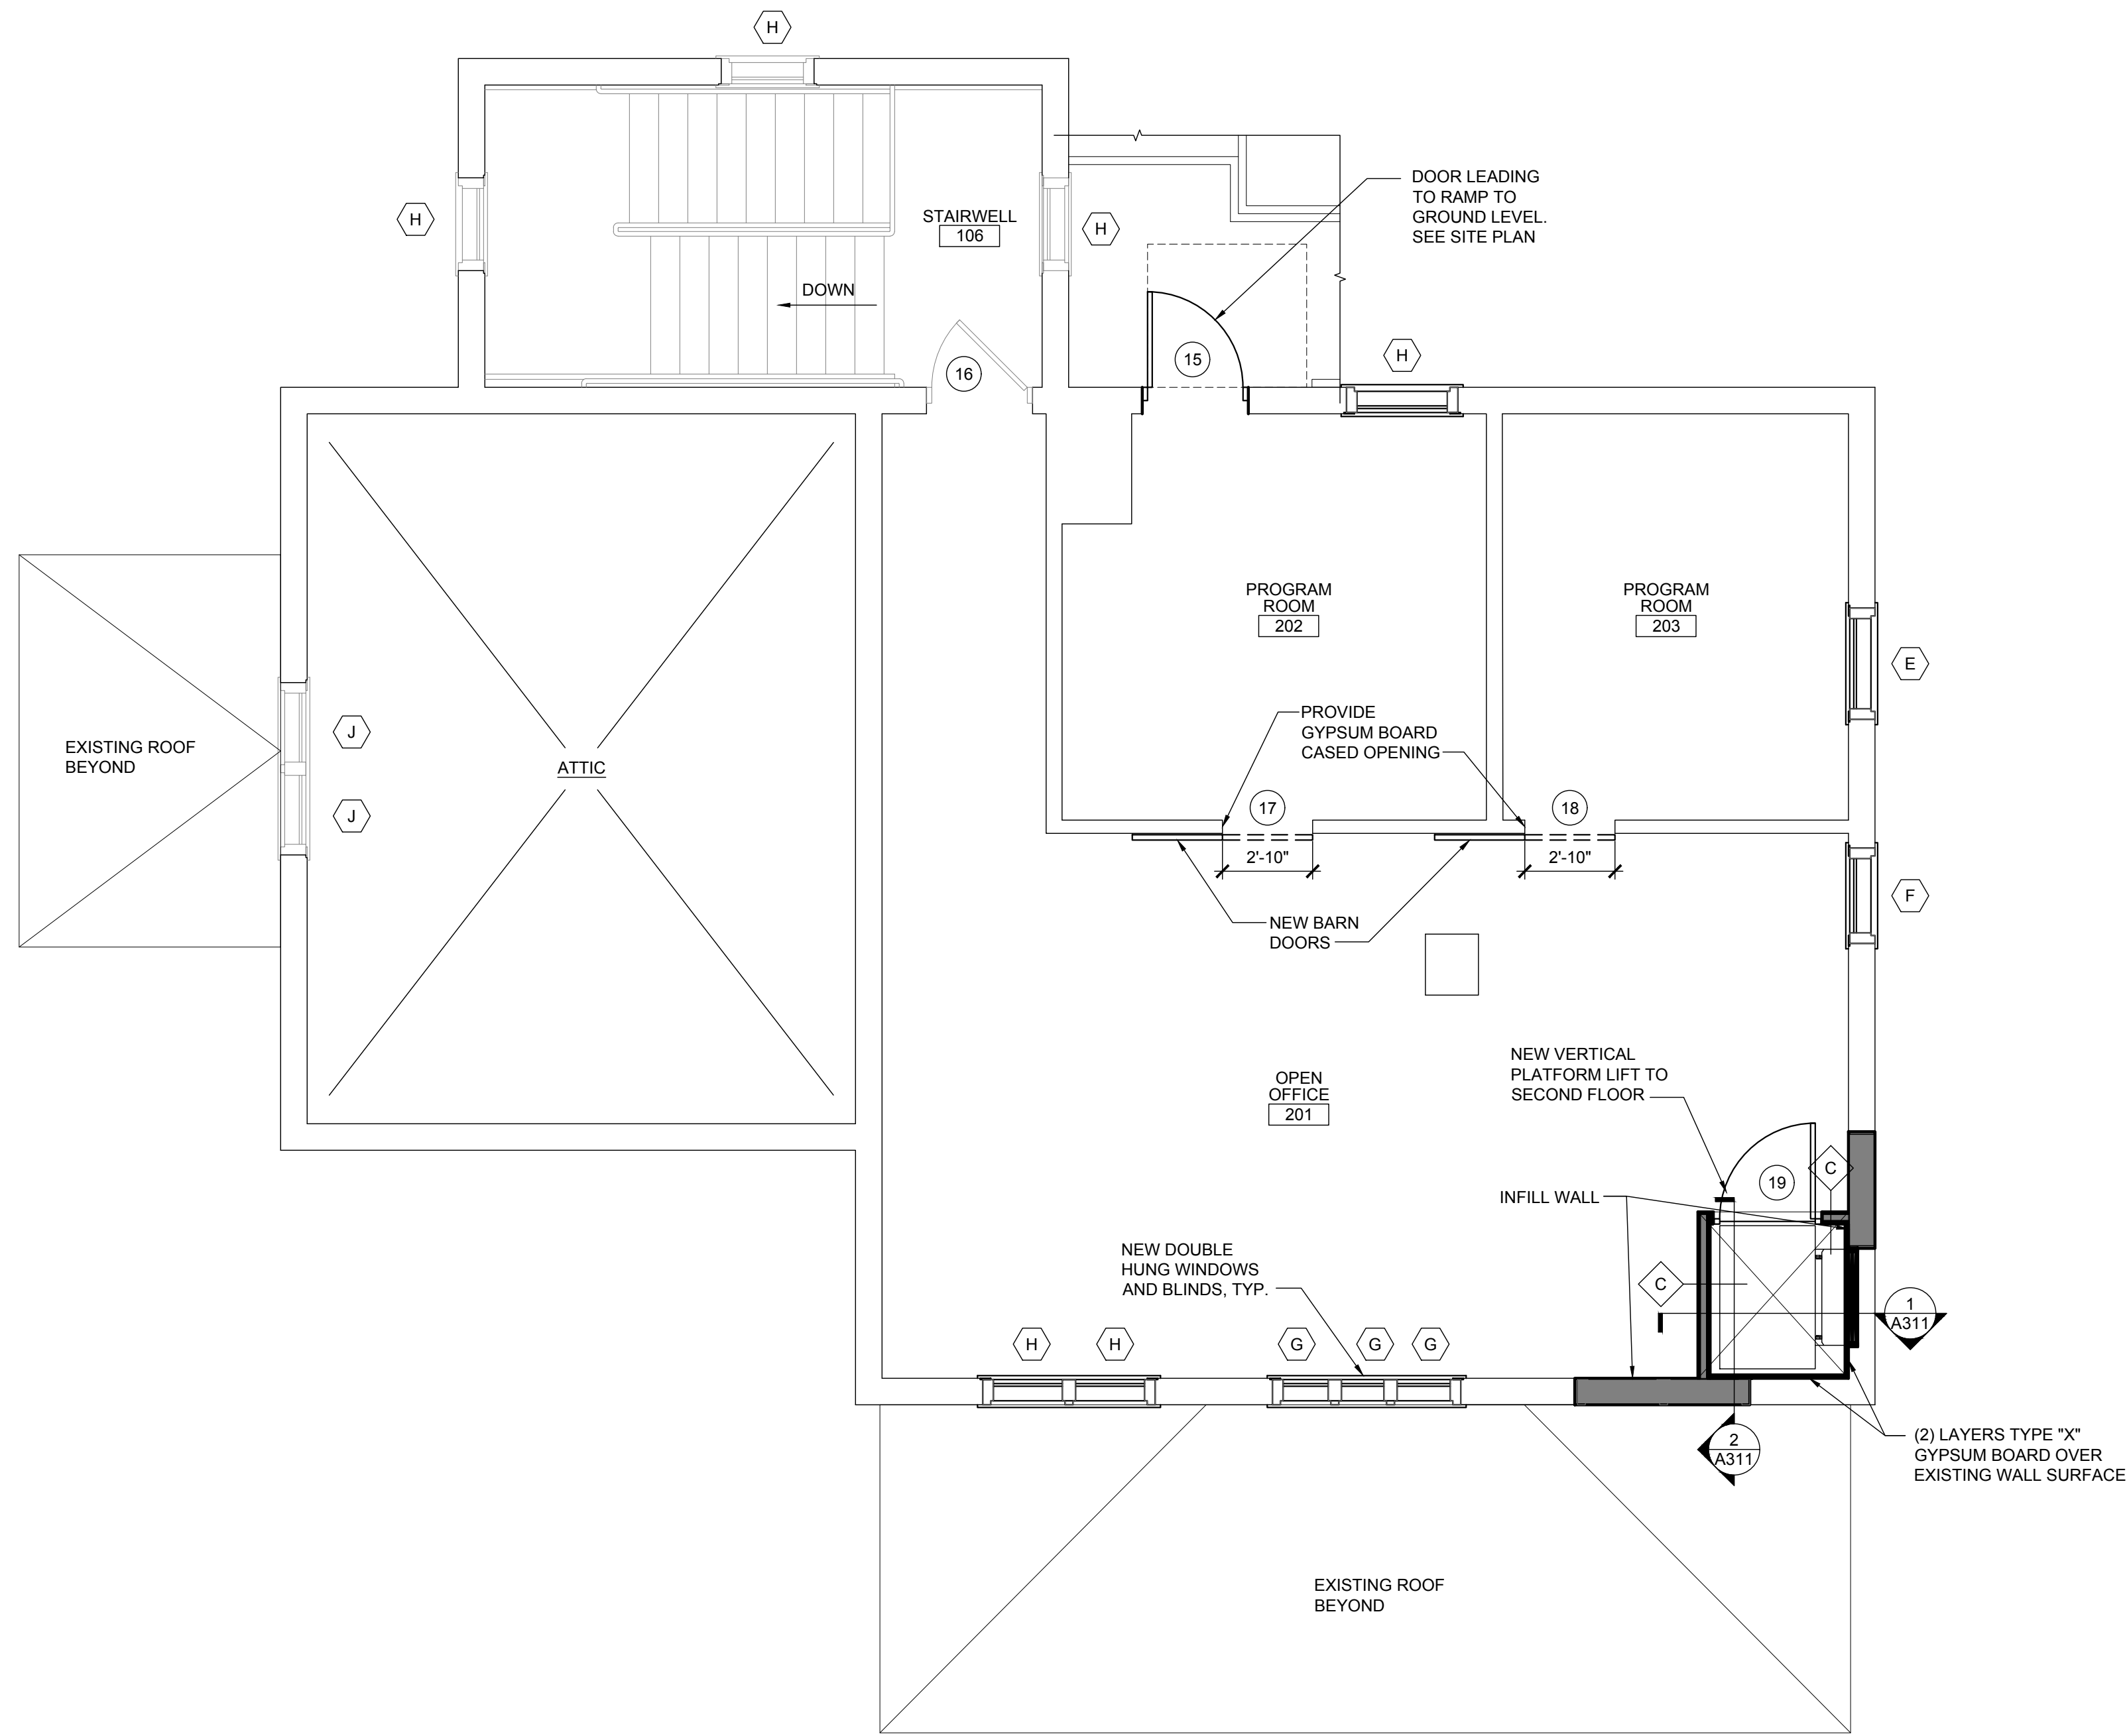 H
DOOR LEADING
TO RAMP TO
GROUND LEVEL.
SEE SITE PLAN
H
STAIRWELL
106
H
DOWN
16
15
H
PROGRAM
ROOM
202
PROGRAM
ROOM
203
E
PROVIDE
GYPSUM BOARD
CASED OPENING
EXISTING ROOF
BEYOND
J
ATTIC
J
17
18
2'-10"
2'-10"
F
NEW BARN
DOORS
NEW VERTICAL
PLATFORM LIFT TO
SECOND FLOOR
OPEN
OFFICE
201
C
19
INFILL WALL
NEW DOUBLE
HUNG WINDOWS
AND BLINDS, TYP.
C
1
A311
H
H
G
G
G
2
A311
(2) LAYERS TYPE "X"
GYPSUM BOARD OVER
EXISTING WALL SURFACE
EXISTING ROOF
BEYOND